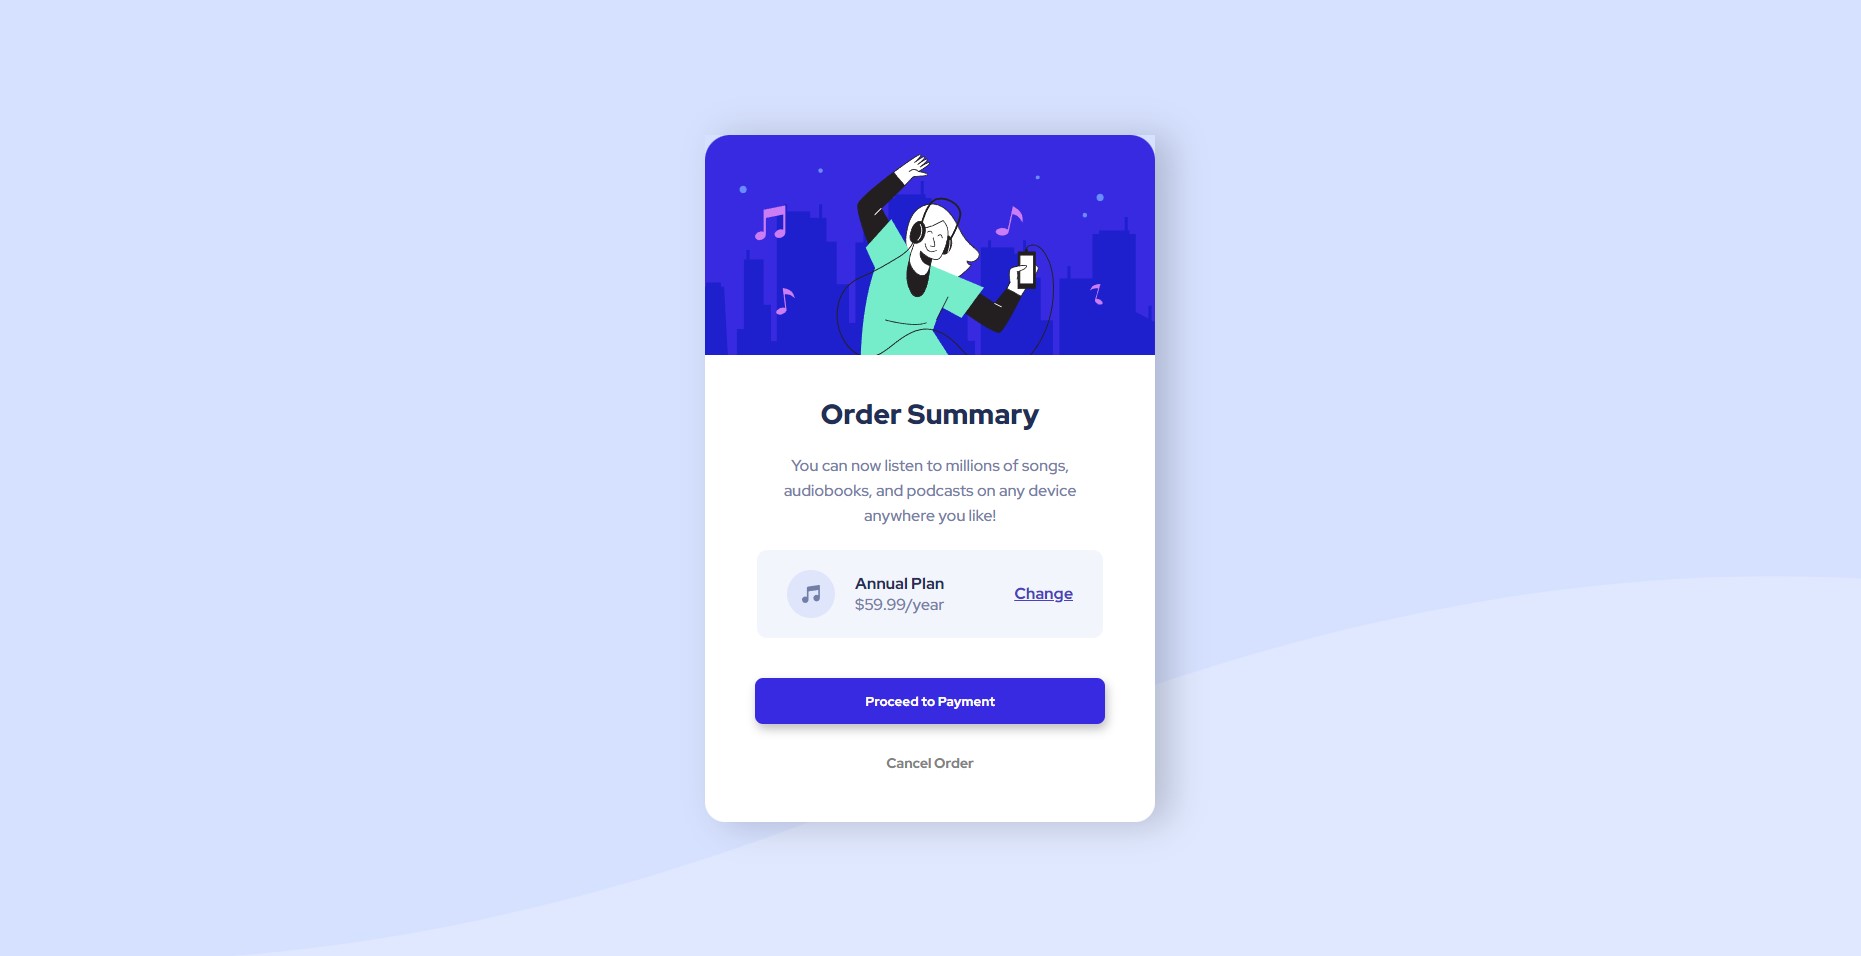 Order Summary
You can now listen to millions of songs,
audiobooks, and podcasts on any device
anywhere you like!
Annual Plan
$59.99/year
Change
Proceed to Payment
Cancel Order